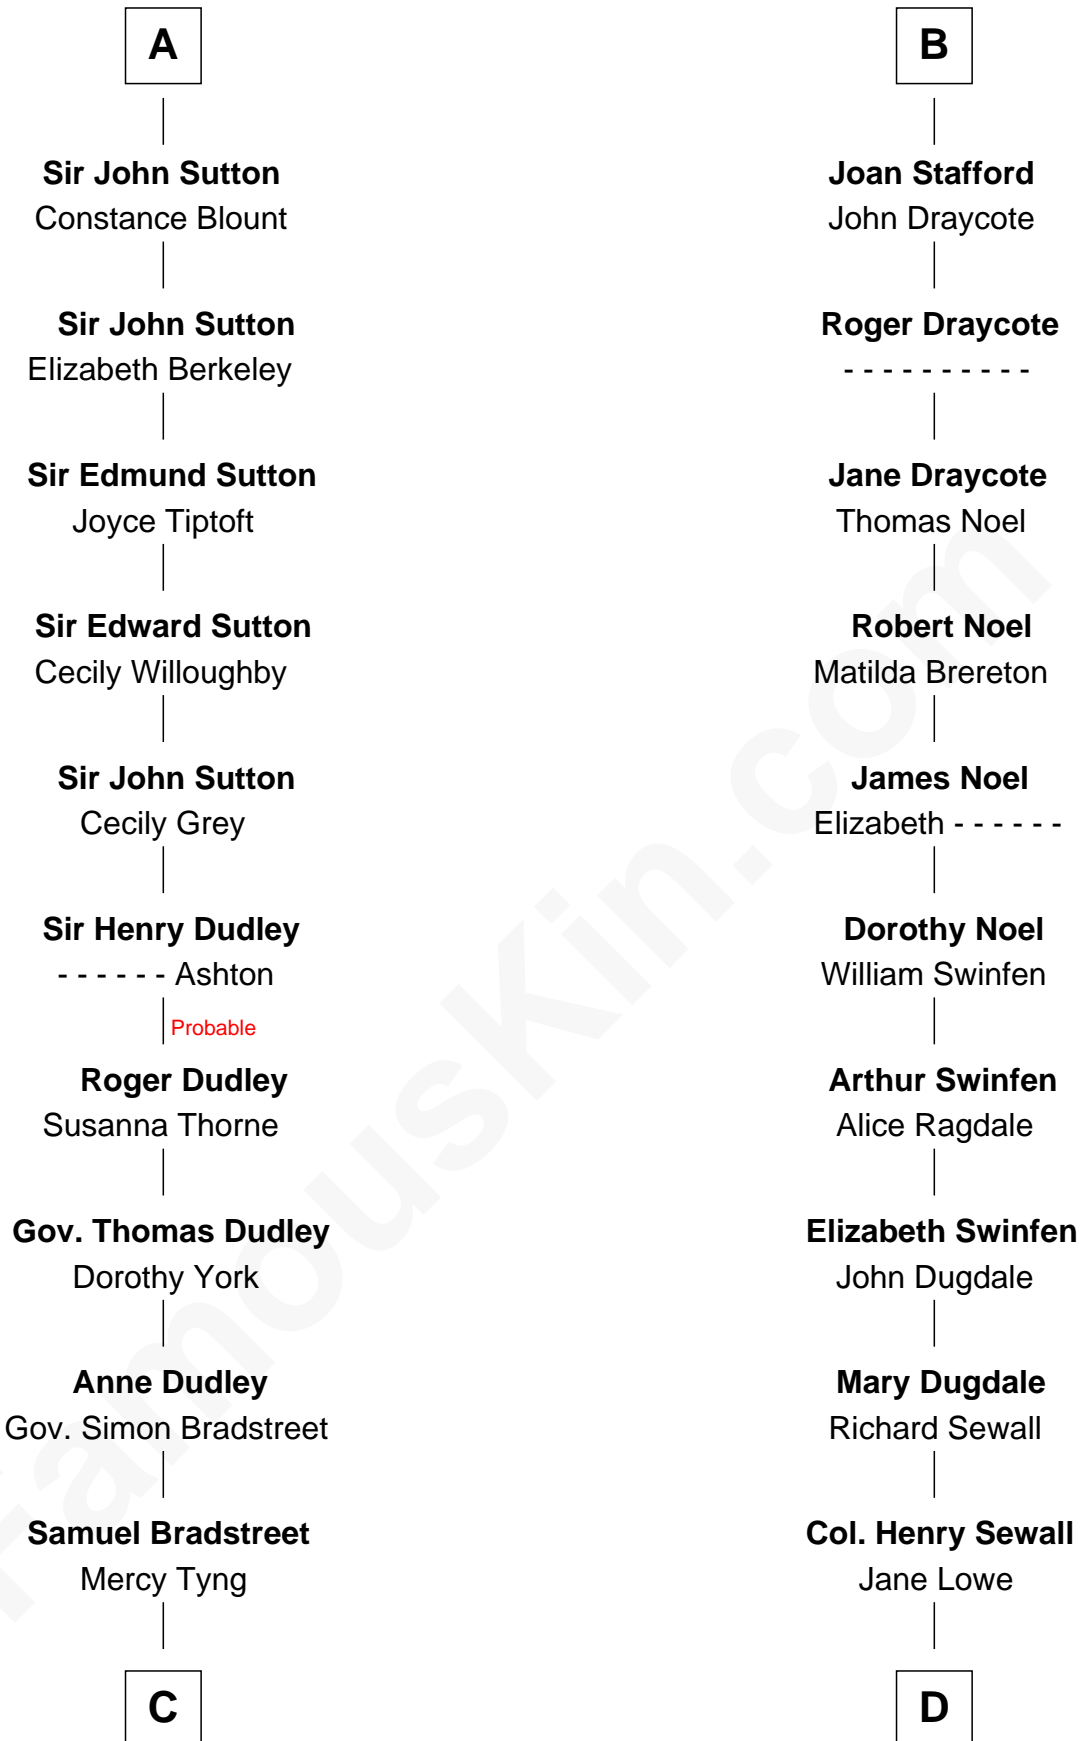 A
Sir John Sutton
Constance Blount
Sir John Sutton
Elizabeth Berkeley
Sir Edmund Sutton
Joyce Tiptoft
Sir Edward Sutton
Cecily Willoughby
Sir John Sutton
Cecily Grey
Sir Henry Dudley
- - - - - - Ashton
Probable
Roger Dudley
Susanna Thorne
Gov. Thomas Dudley
Dorothy York
Anne Dudley
Gov. Simon Bradstreet
Samuel Bradstreet
Mercy Tyng
C
B
Joan Stafford
John Draycote
Roger Draycote
- - - - - - - - - -
Jane Draycote
Thomas Noel
Robert Noel
Matilda Brereton
James Noel
Elizabeth - - - - - -
Dorothy Noel
William Swinfen
Arthur Swinfen
Alice Ragdale
Elizabeth Swinfen
John Dugdale
Mary Dugdale
Richard Sewall
Col. Henry Sewall
Jane Lowe
D
FamousKin.com